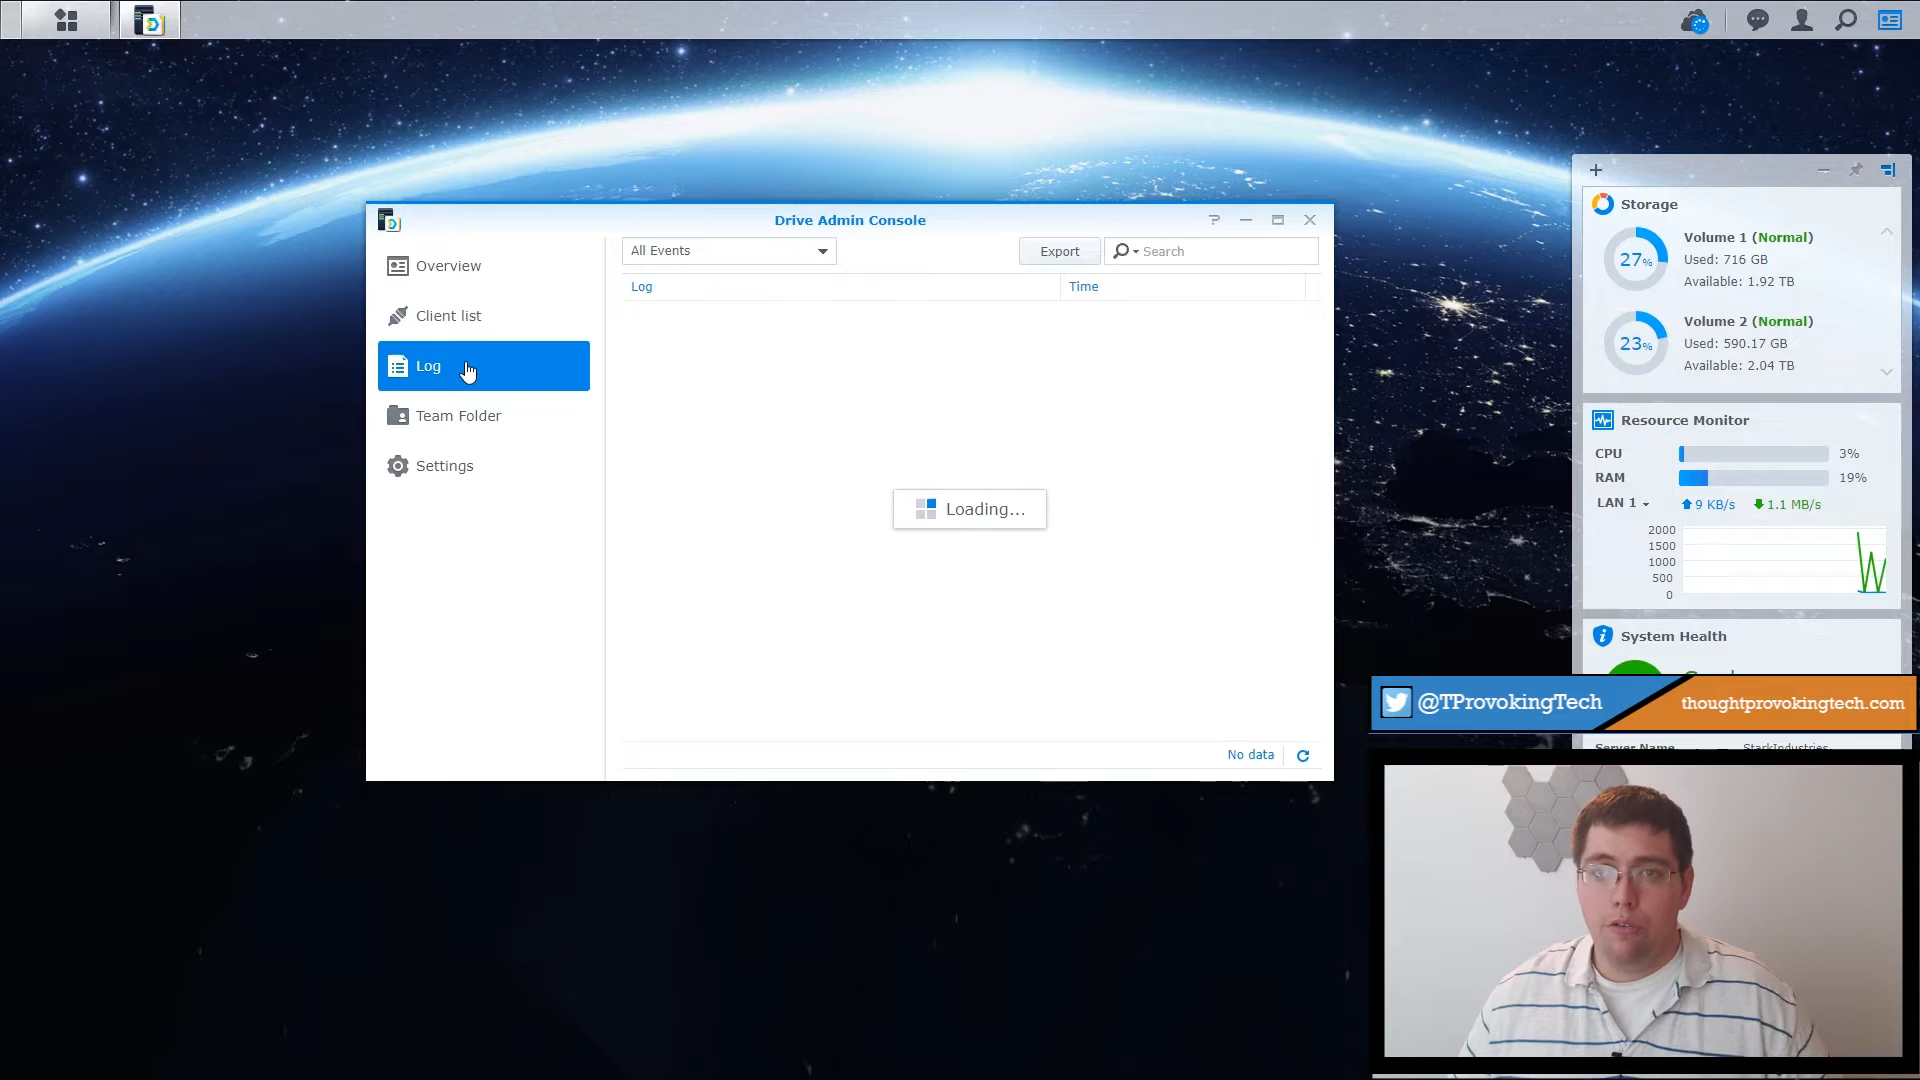 Drive Admin Console
Overview
Client list
Log
Team Folder
Settings
All Events
Export
Search
Log
Time
Loading...
No data
Storage
27%
Volume 1 (Normal)
Used: 716 GB
Available: 1.92 TB
23%
Volume 2 (Normal)
Used: 590.17 GB
Available: 2.04 TB
Resource Monitor
CPU 3%
RAM 19%
LAN 1 9 KB/s 1.1 MB/s
2000
1500
1000
500
0
System Health
@TProvokingTech
thoughtprovokingtech.com
Server Name StarkIndustries